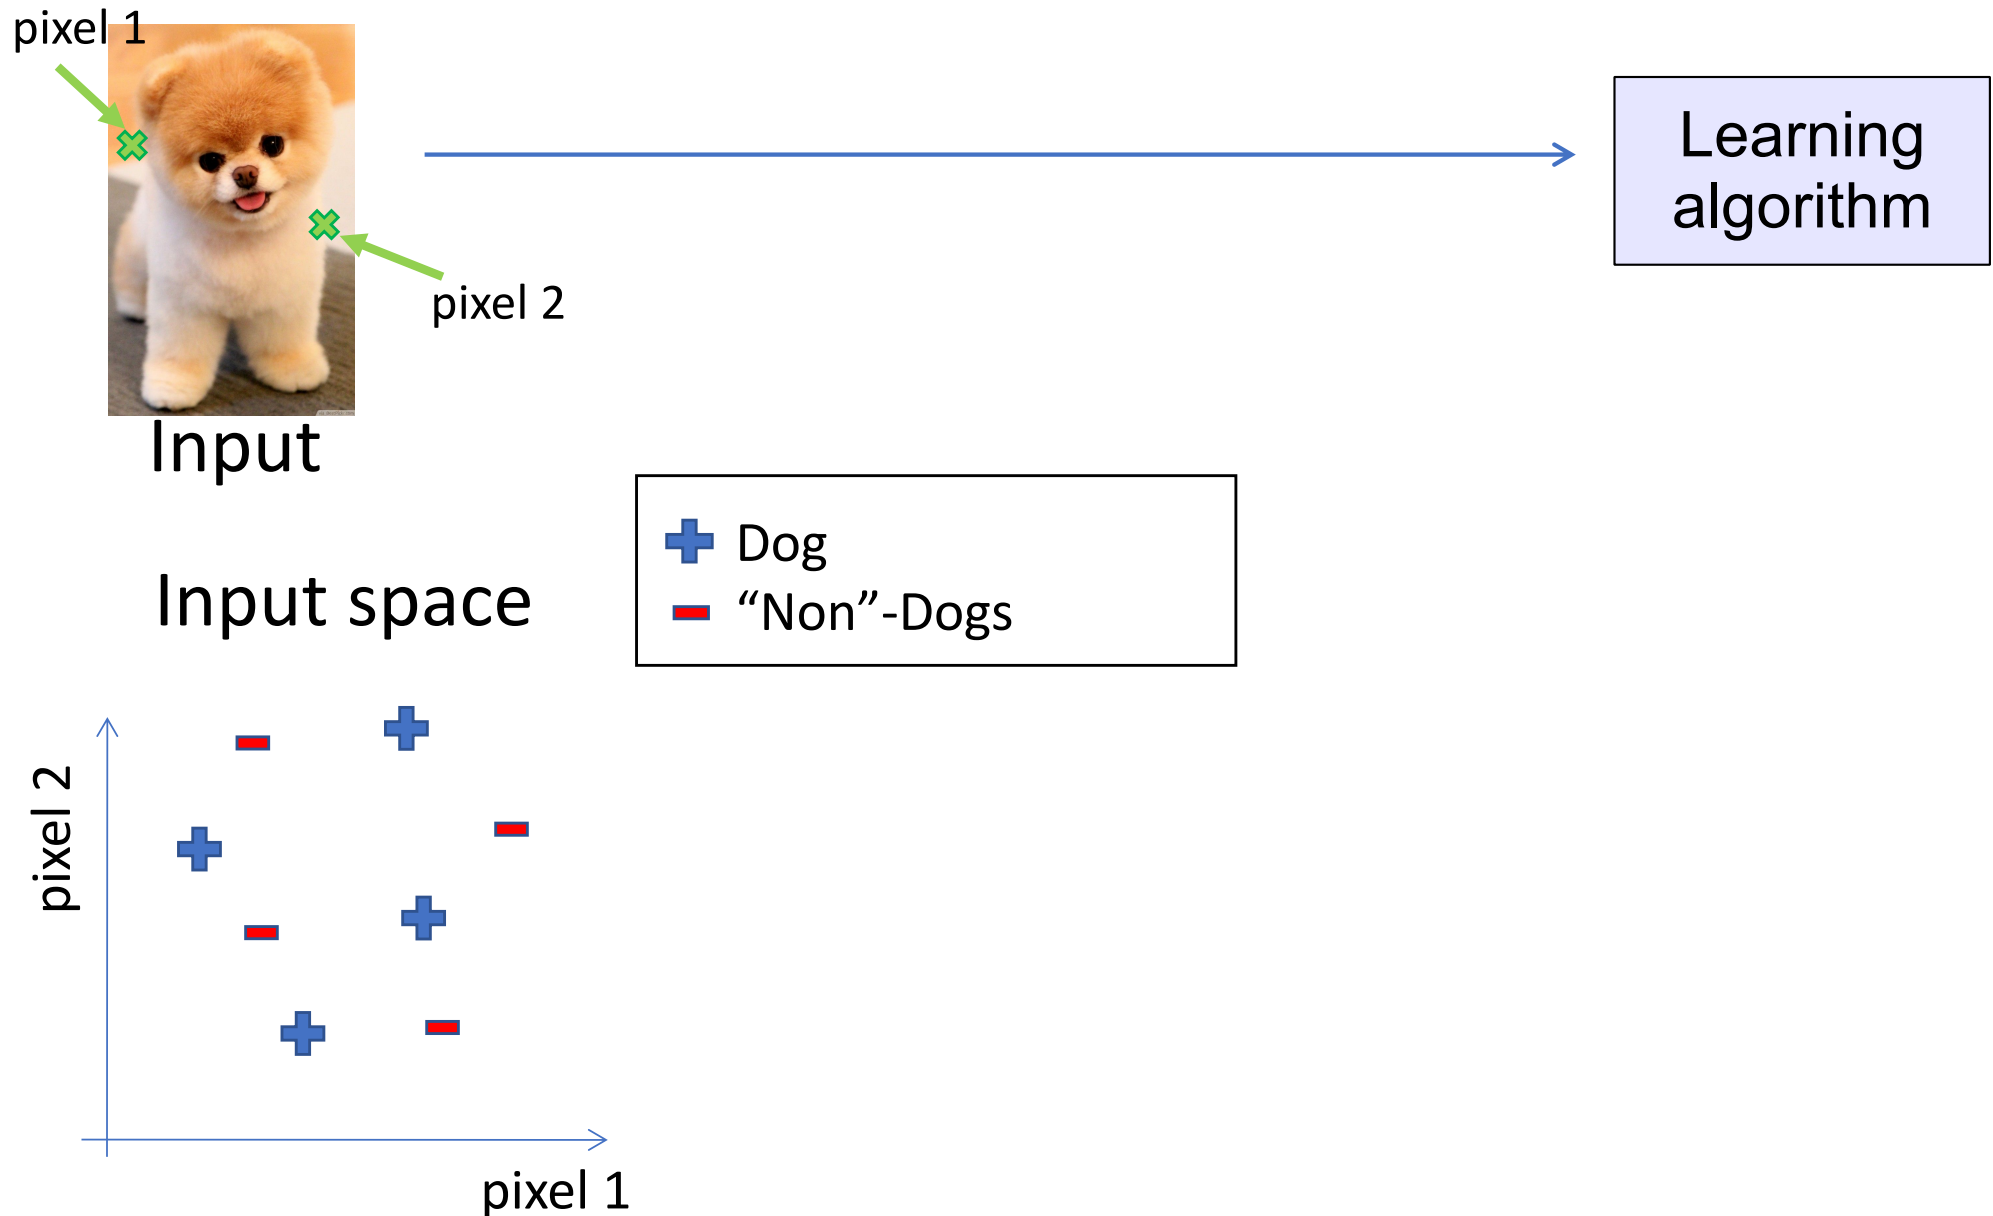 pixel 1
Learning
algorithm
pixel 2
Input
Dog
“Non”-Dogs
Input space
pixel 2
pixel 1